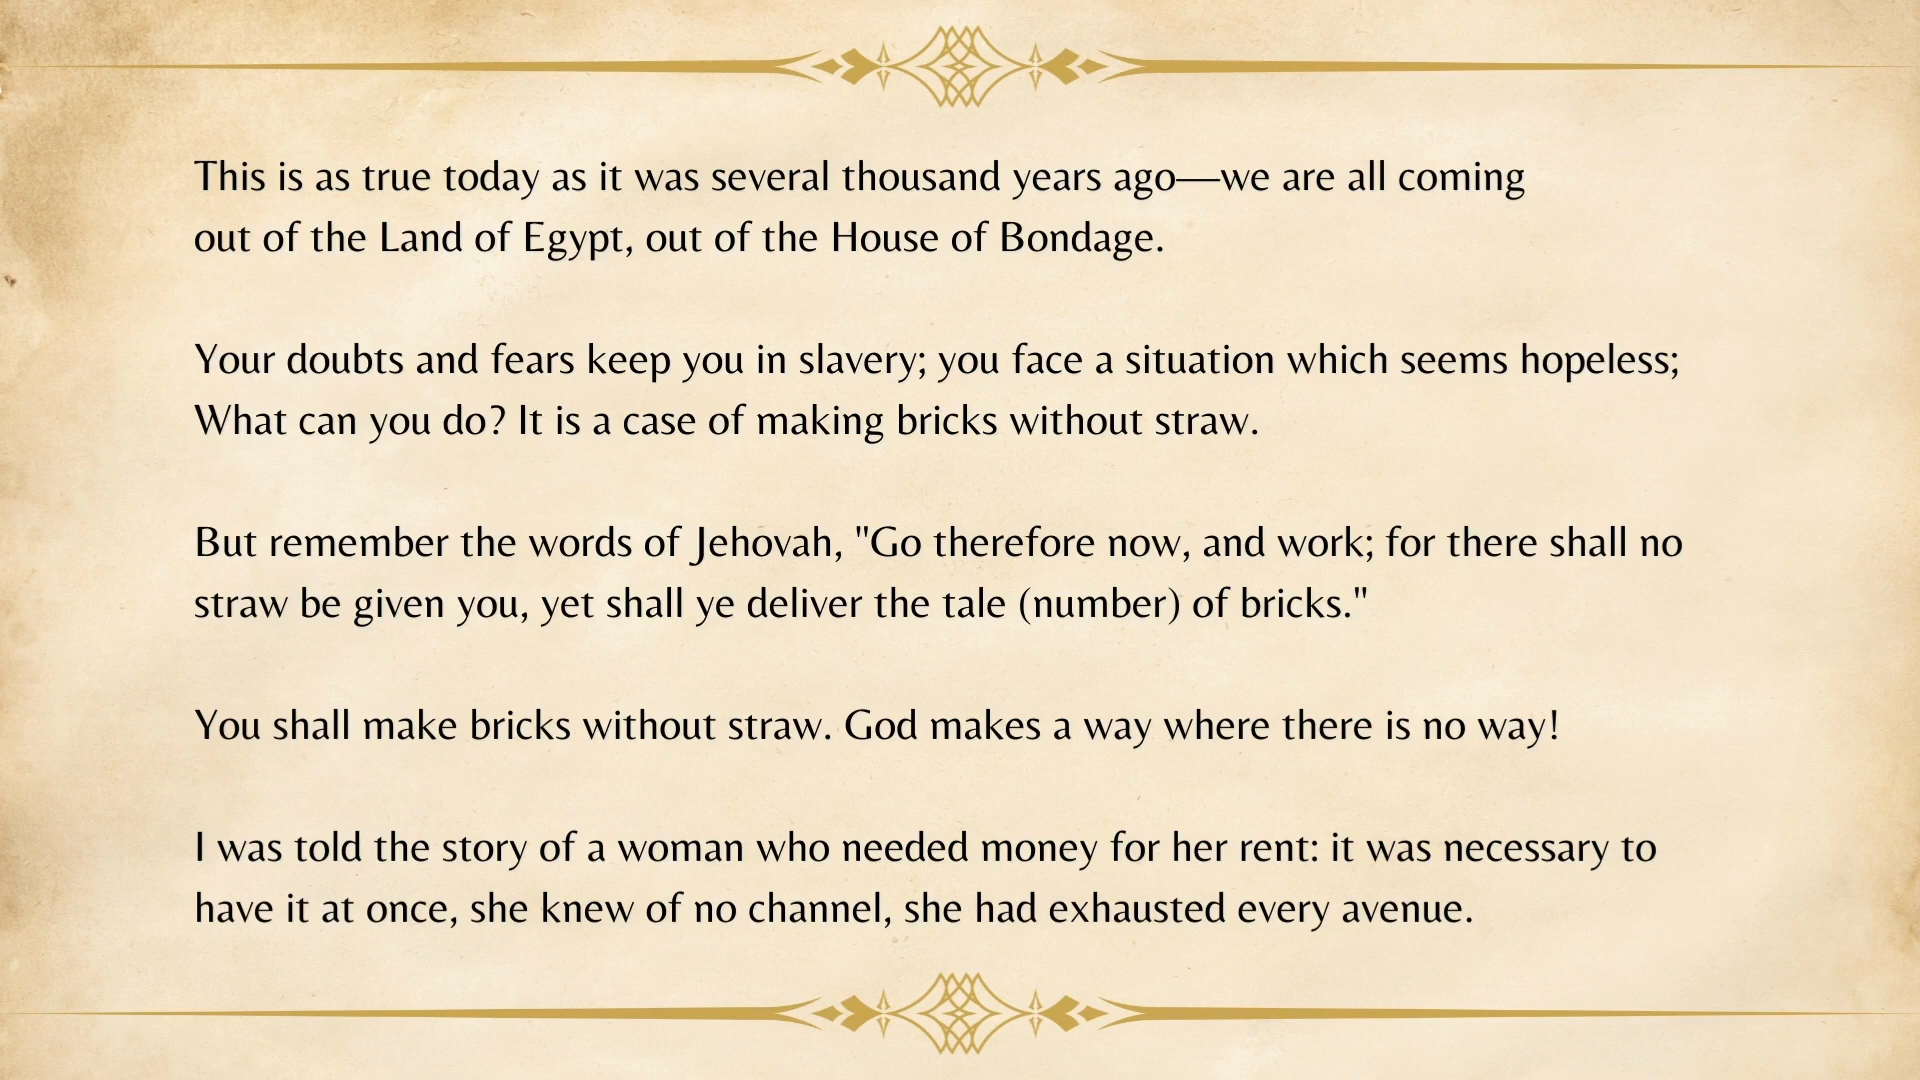 This is as true today as it was several thousand years ago—we are all coming
out of the Land of Egypt, out of the House of Bondage.
Your doubts and fears keep you in slavery; you face a situation which seems hopeless;
What can you do? It is a case of making bricks without straw.
But remember the words of Jehovah, "Go therefore now, and work; for there shall no
straw be given you, yet shall ye deliver the tale (number) of bricks."
You shall make bricks without straw. God makes a way where there is no way!
I was told the story of a woman who needed money for her rent: it was necessary to
have it at once, she knew of no channel, she had exhausted every avenue.